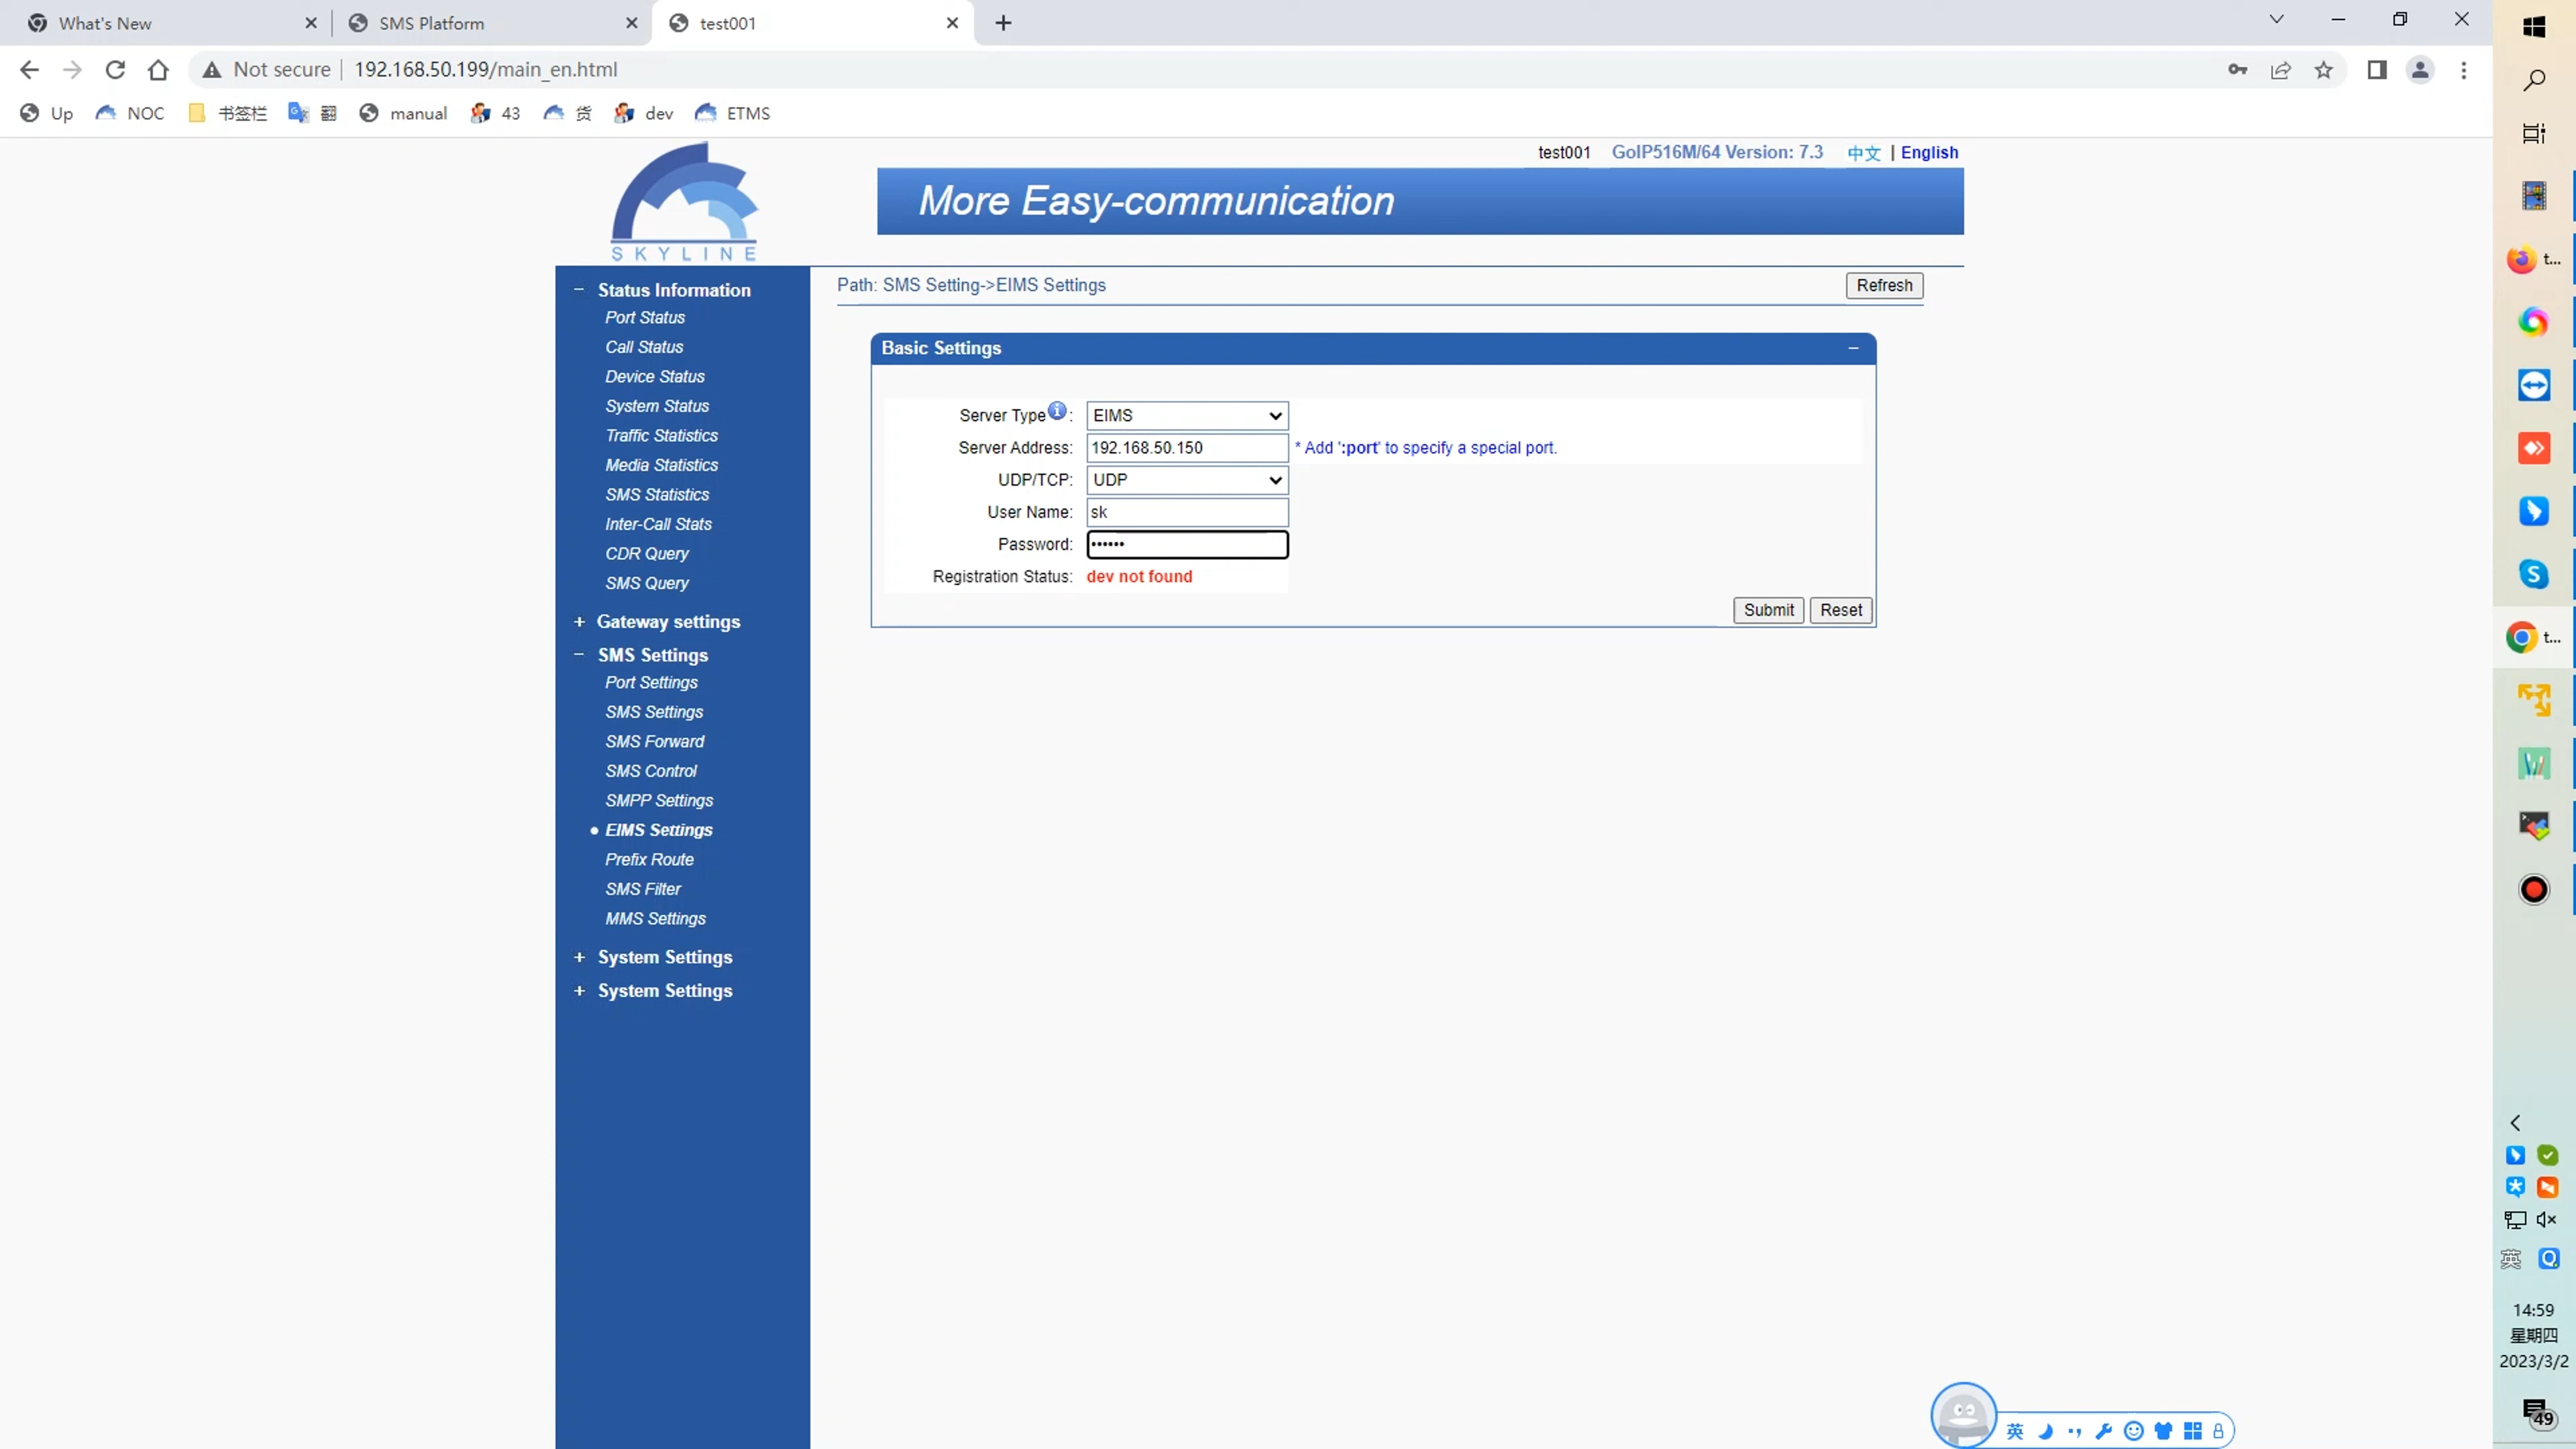 What's New
SMS Platform
test001
Not secure
192.168.50.199/main_en.html
Up
NOC
书签栏
翻
manual
43
货
dev
ETMS
test001 GoIP516M/64 Version: 7.3 中文 | English
SKYLINE
More Easy-communication
Path: SMS Setting->EIMS Settings
Refresh
− Status Information
Port Status
Call Status
Device Status
System Status
Traffic Statistics
Media Statistics
SMS Statistics
Inter-Call Stats
CDR Query
SMS Query
+ Gateway settings
− SMS Settings
Port Settings
SMS Settings
SMS Forward
SMS Control
SMPP Settings
EIMS Settings
Prefix Route
SMS Filter
MMS Settings
+ System Settings
+ System Settings
Basic Settings
Server Type : EIMS
Server Address: 192.168.50.150 * Add ':port' to specify a special port.
UDP/TCP: UDP
User Name: sk
Password: ••••••
Registration Status: dev not found
Submit Reset
t...
t...
英
14:59
星期四
2023/3/2
49
英